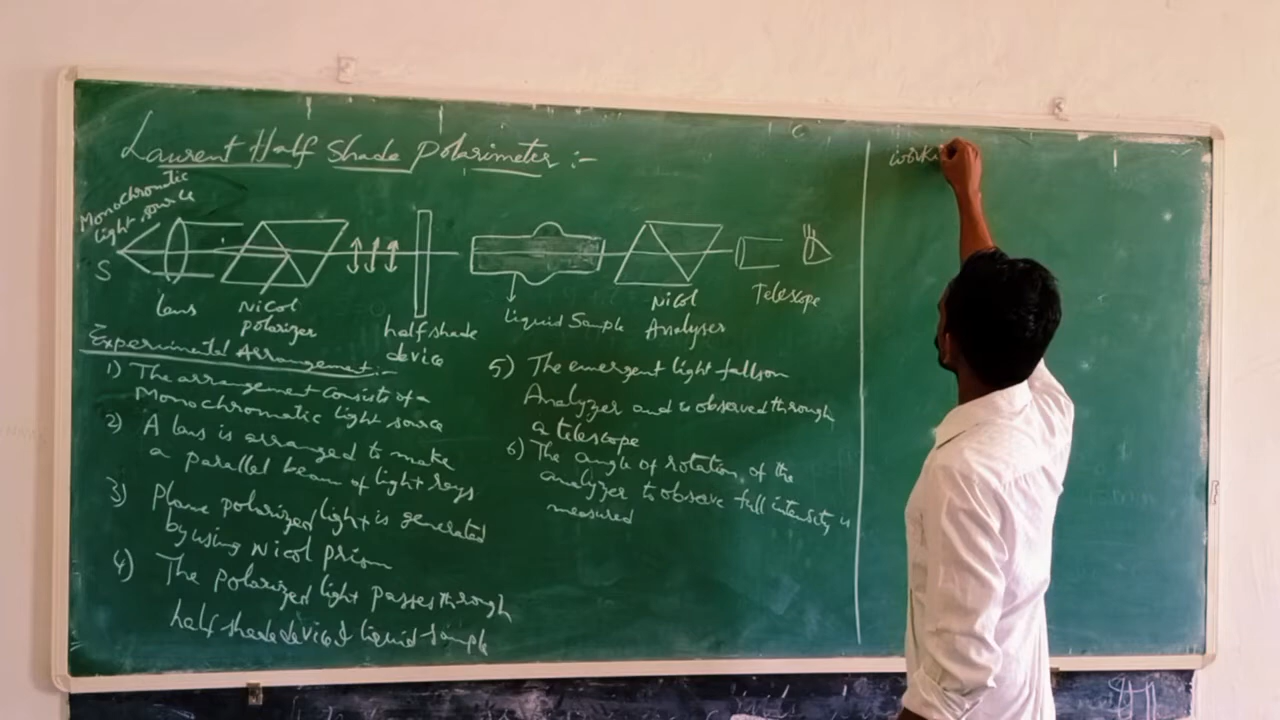 Laurent Half Shade Polarimeter :-
Monochromatic
light source
S
lens
Nicol
polarizer
half shade
device
liquid Sample
Nicol
Analyser
Telescope
Experimental Arrangement:-
1) The arrangement consists of a
Monochromatic light source
2) A lens is arranged to make
a parallel beam of light rays
3) plane polarized light is generated
by using Nicol prism
4) The polarized light passes through
half shade device & liquid sample
5) The emergent light falls on
Analyzer and is observed through
a telescope
6) The angle of rotation of the
analyzer to observe full intensity is
measured
worki